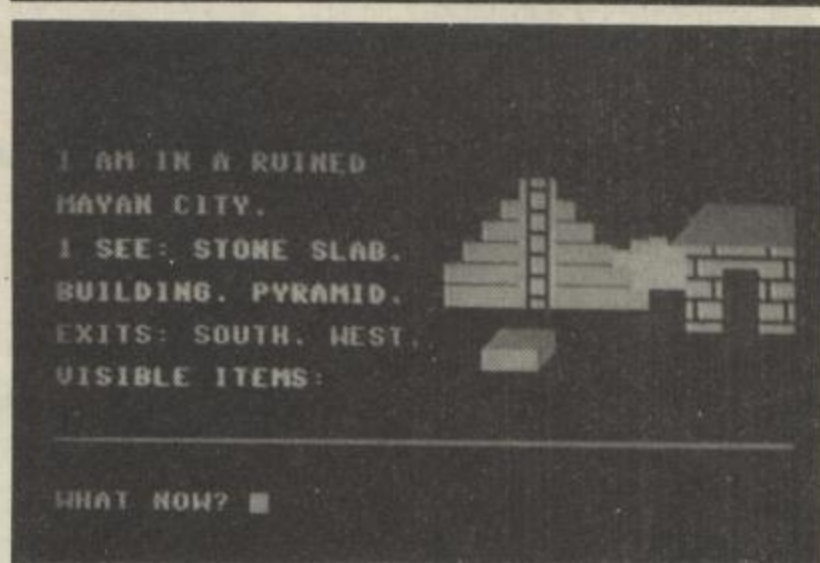 I AM IN A RUINED
MAYAN CITY.
I SEE: STONE SLAB.
BUILDING. PYRAMID.
EXITS: SOUTH. WEST.
VISIBLE ITEMS:
WHAT NOW?